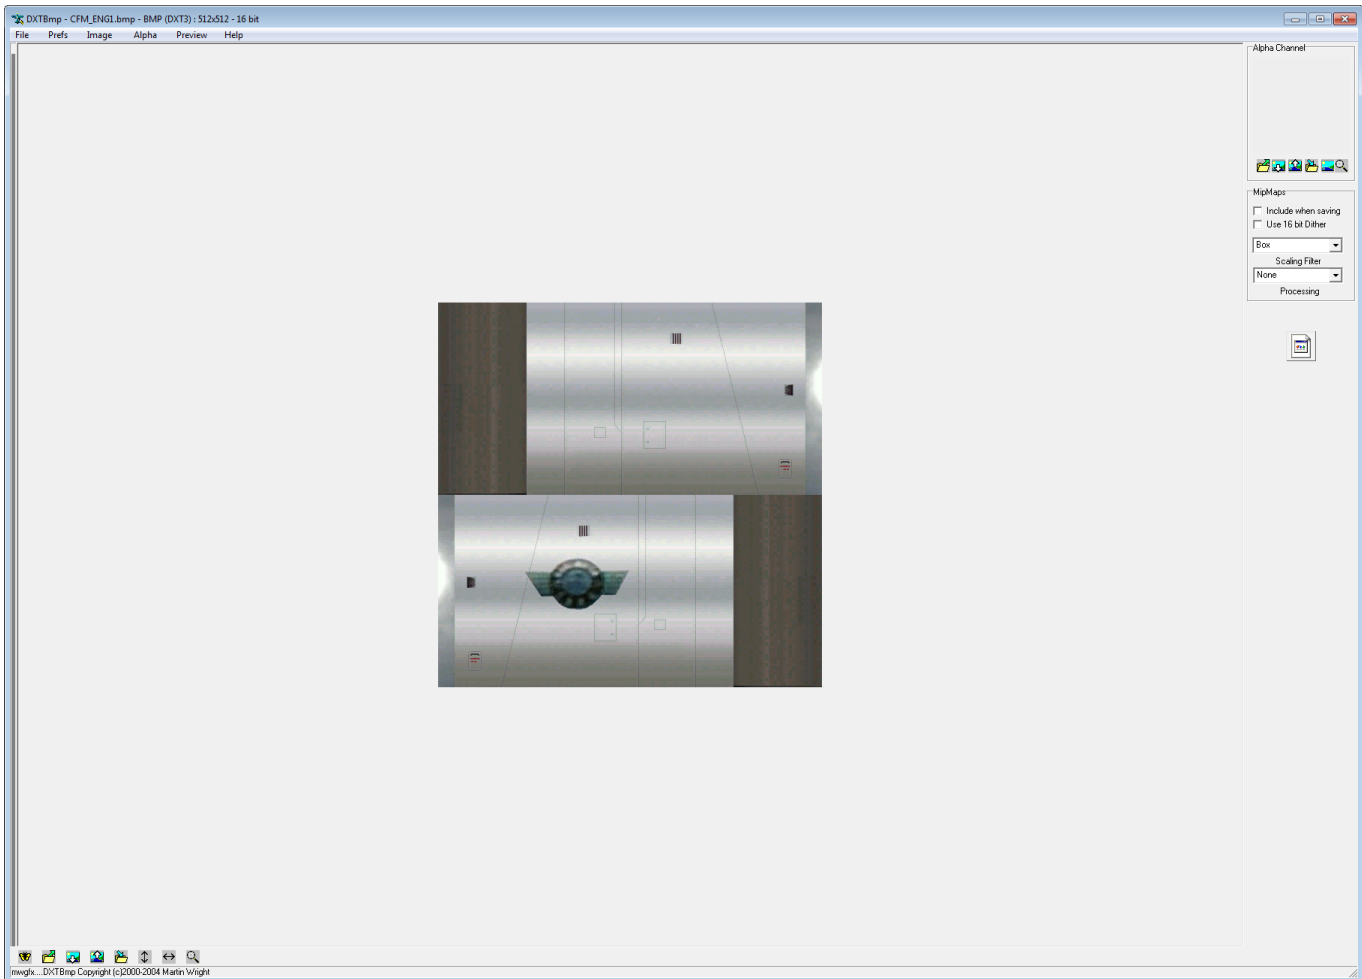 DXTBmp - CFM_ENG1.bmp - BMP (DXT3) : 512x512 - 16 bit
File Prefs Image Alpha Preview Help
Alpha Channel
MipMaps
Include when saving
Use 16 bit Dither
Box
Scaling Filter
None
Processing
mwgfx....DXTBmp Copyright (c)2000-2004 Martin Wright